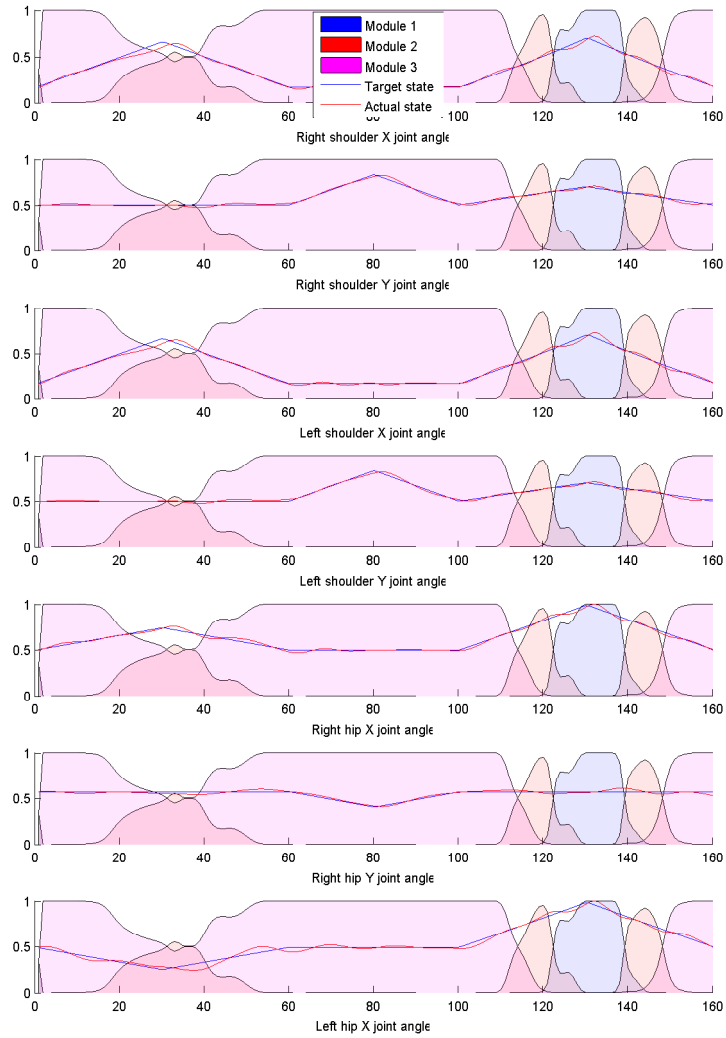 1
0.5
0
Module 1
Module 2
Module 3
Target state
Actual state
0 20 40 60 80 100 120 140 160
Right shoulder X joint angle
1
0.5
0
0 20 40 60 80 100 120 140 160
Right shoulder Y joint angle
1
0.5
0
0 20 40 60 80 100 120 140 160
Left shoulder X joint angle
1
0.5
0
0 20 40 60 80 100 120 140 160
Left shoulder Y joint angle
1
0.5
0
0 20 40 60 80 100 120 140 160
Right hip X joint angle
1
0.5
0
0 20 40 60 80 100 120 140 160
Right hip Y joint angle
1
0.5
0
0 20 40 60 80 100 120 140 160
Left hip X joint angle